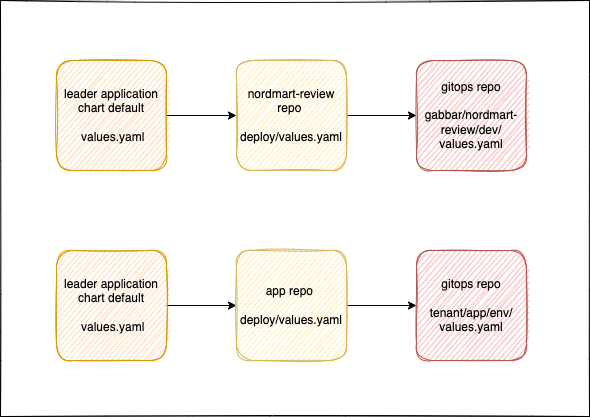 leader application
chart default
values.yaml
nordmart-review
repo
deploy/values.yaml
gitops repo
gabbar/nordmart-
review/dev/
values.yaml
leader application
chart default
values.yaml
app repo
deploy/values.yaml
gitops repo
tenant/app/env/
values.yaml